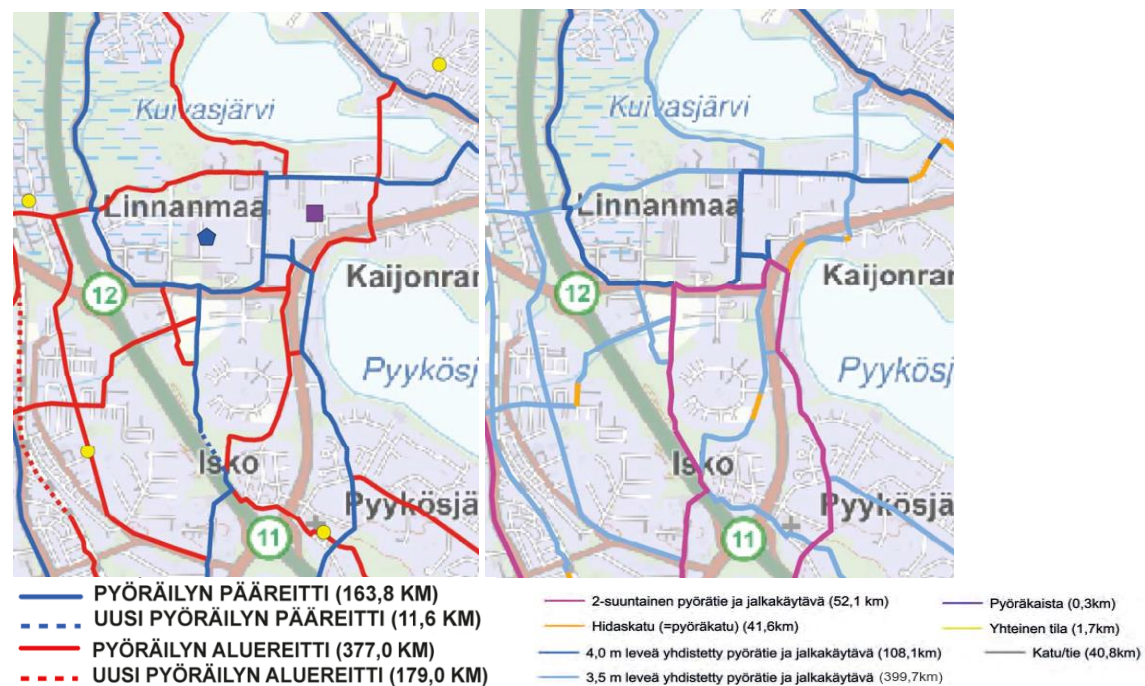 Kuivasjärvi
Linnanmaa
Kaijonran
12
Pyykösj
Isko
Pyykösjä
11
Kuivasjärvi
Linnanmaa
Kaijonra
12
Pyykösj
Isko
Pyykösjä
11
PYÖRÄILYN PÄÄREITTI (163,8 KM)
UUSI PYÖRÄILYN PÄÄREITTI (11,6 KM)
PYÖRÄILYN ALUEREITTI (377,0 KM)
UUSI PYÖRÄILYN ALUEREITTI (179,0 KM)
2-suuntainen pyörätie ja jalkakäytävä (52,1 km)
Hidaskatu (=pyöräkatu) (41,6km)
4,0 m leveä yhdistetty pyörätie ja jalkakäytävä (108,1km)
3,5 m leveä yhdistetty pyörätie ja jalkakäytävä (399,7km)
Pyöräkaista (0,3km)
Yhteinen tila (1,7km)
Katu/tie (40,8km)